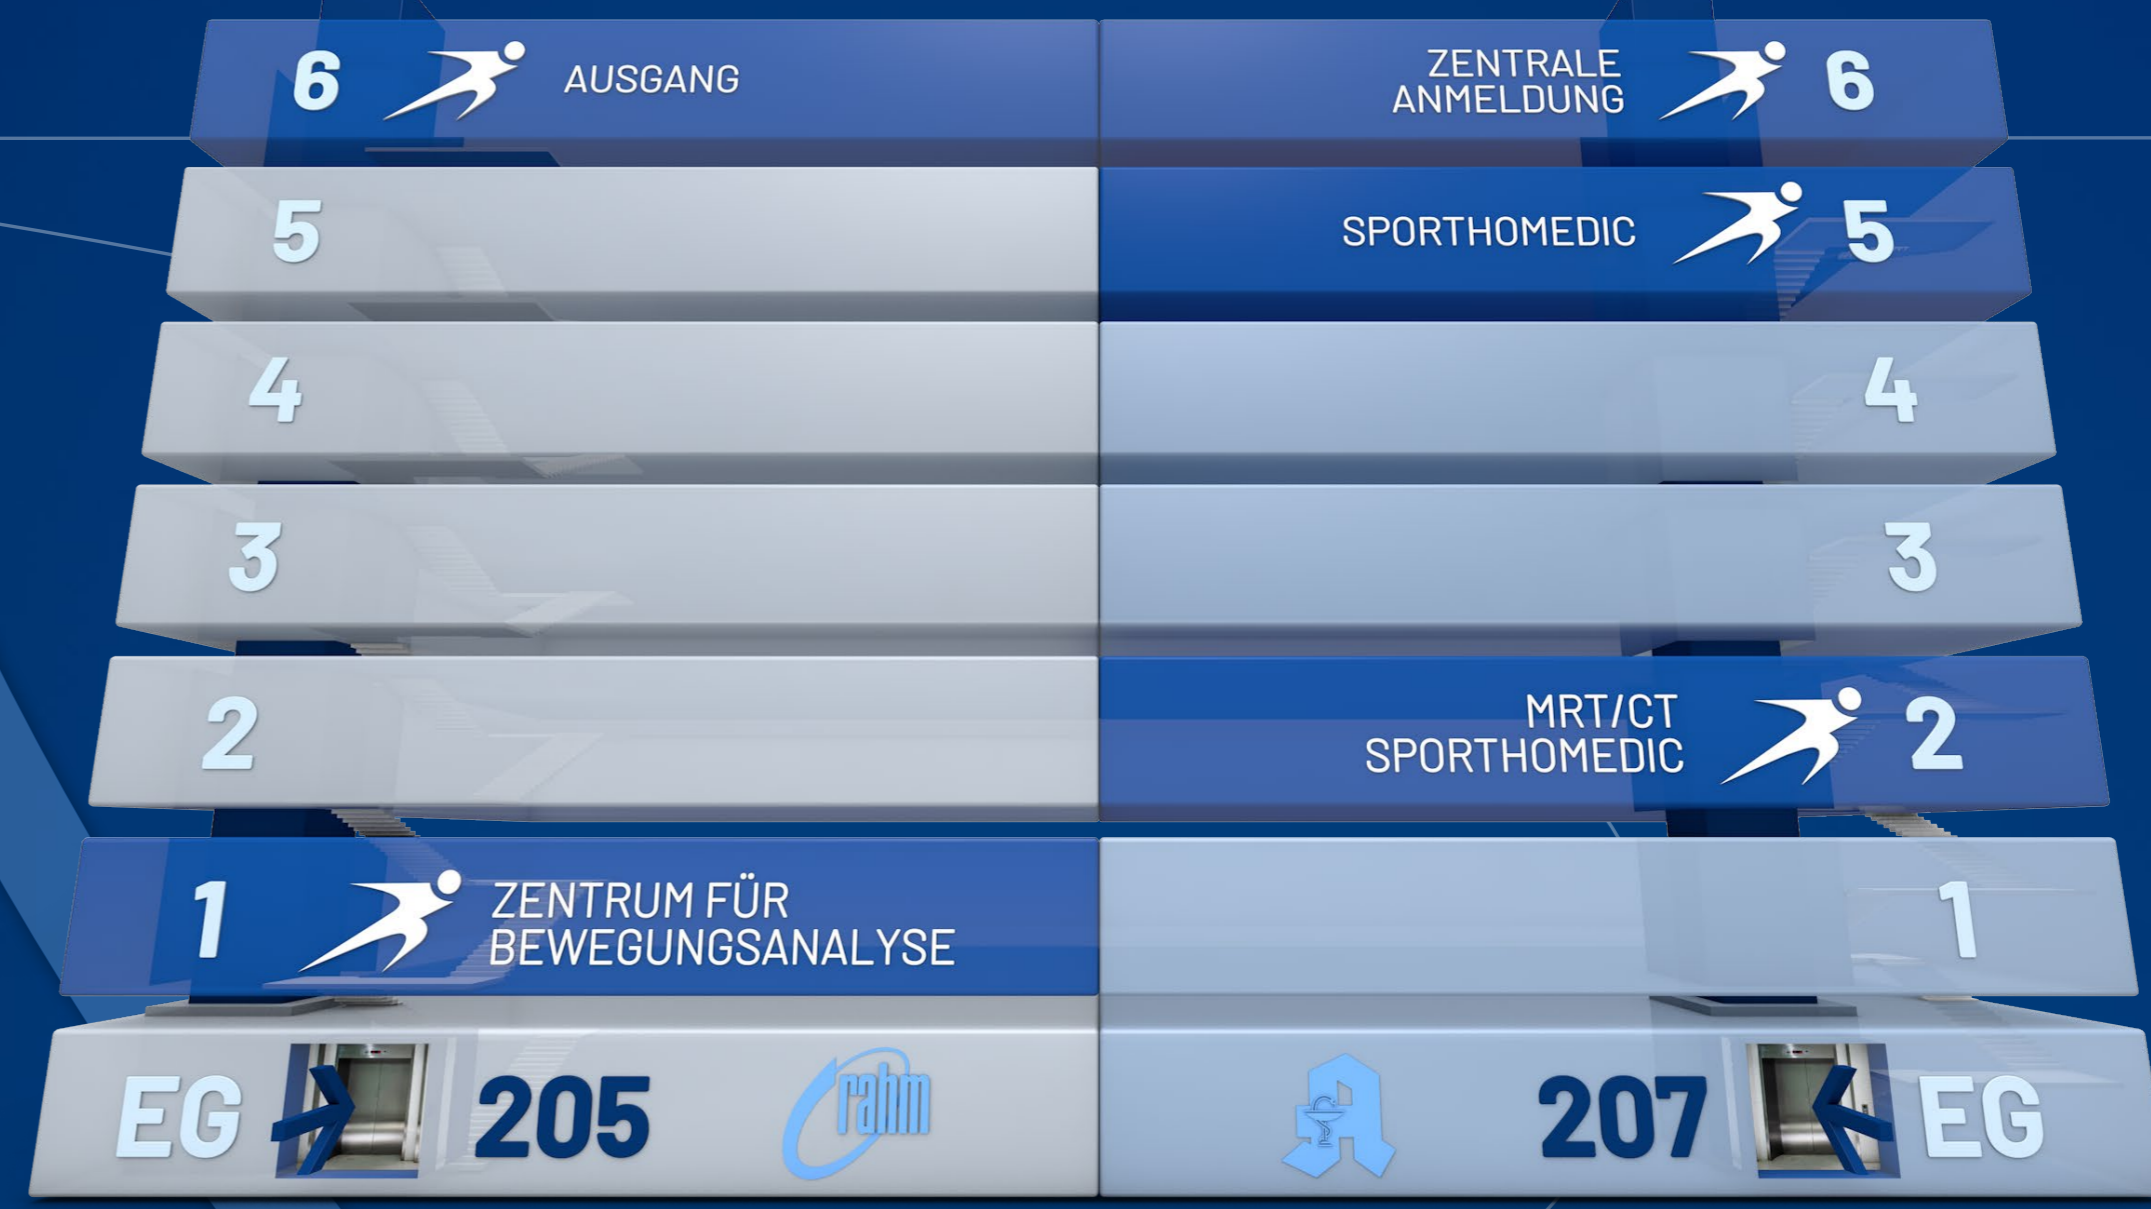 6 AUSGANG
ZENTRALE
ANMELDUNG 6
5
SPORTHOMEDIC 5
4
4
3
3
2
MRT/CT
SPORTHOMEDIC 2
1 ZENTRUM FÜR
BEWEGUNGSANALYSE
1
EG 205 rahm
207 EG